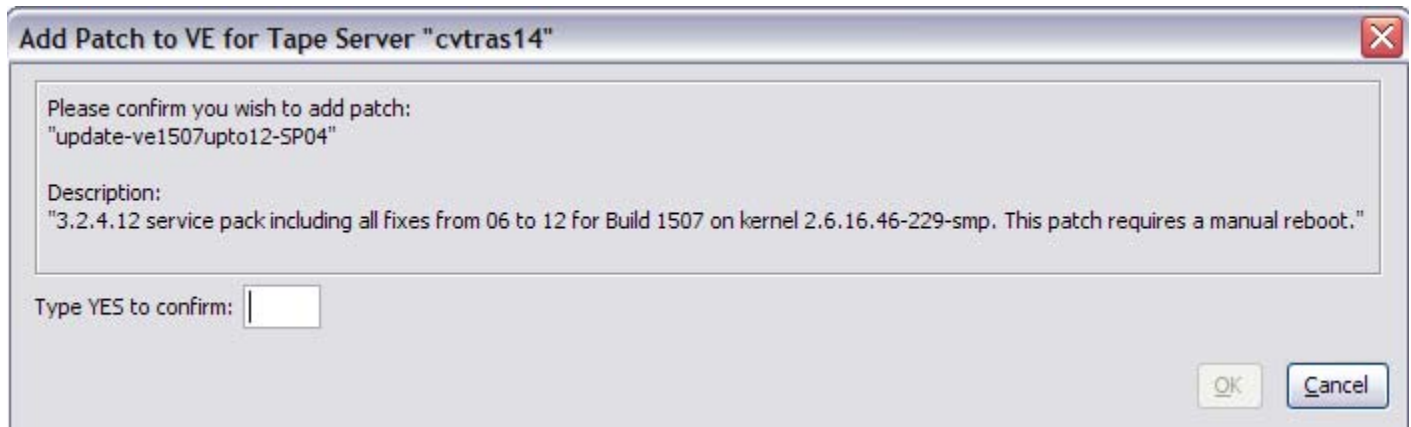 Add Patch to VE for Tape Server "cvtras14"
Please confirm you wish to add patch:
"update-ve1507upto12-SP04"
Description:
"3.2.4.12 service pack including all fixes from 06 to 12 for Build 1507 on kernel 2.6.16.46-229-smp. This patch requires a manual reboot."
Type YES to confirm:
OK
Cancel